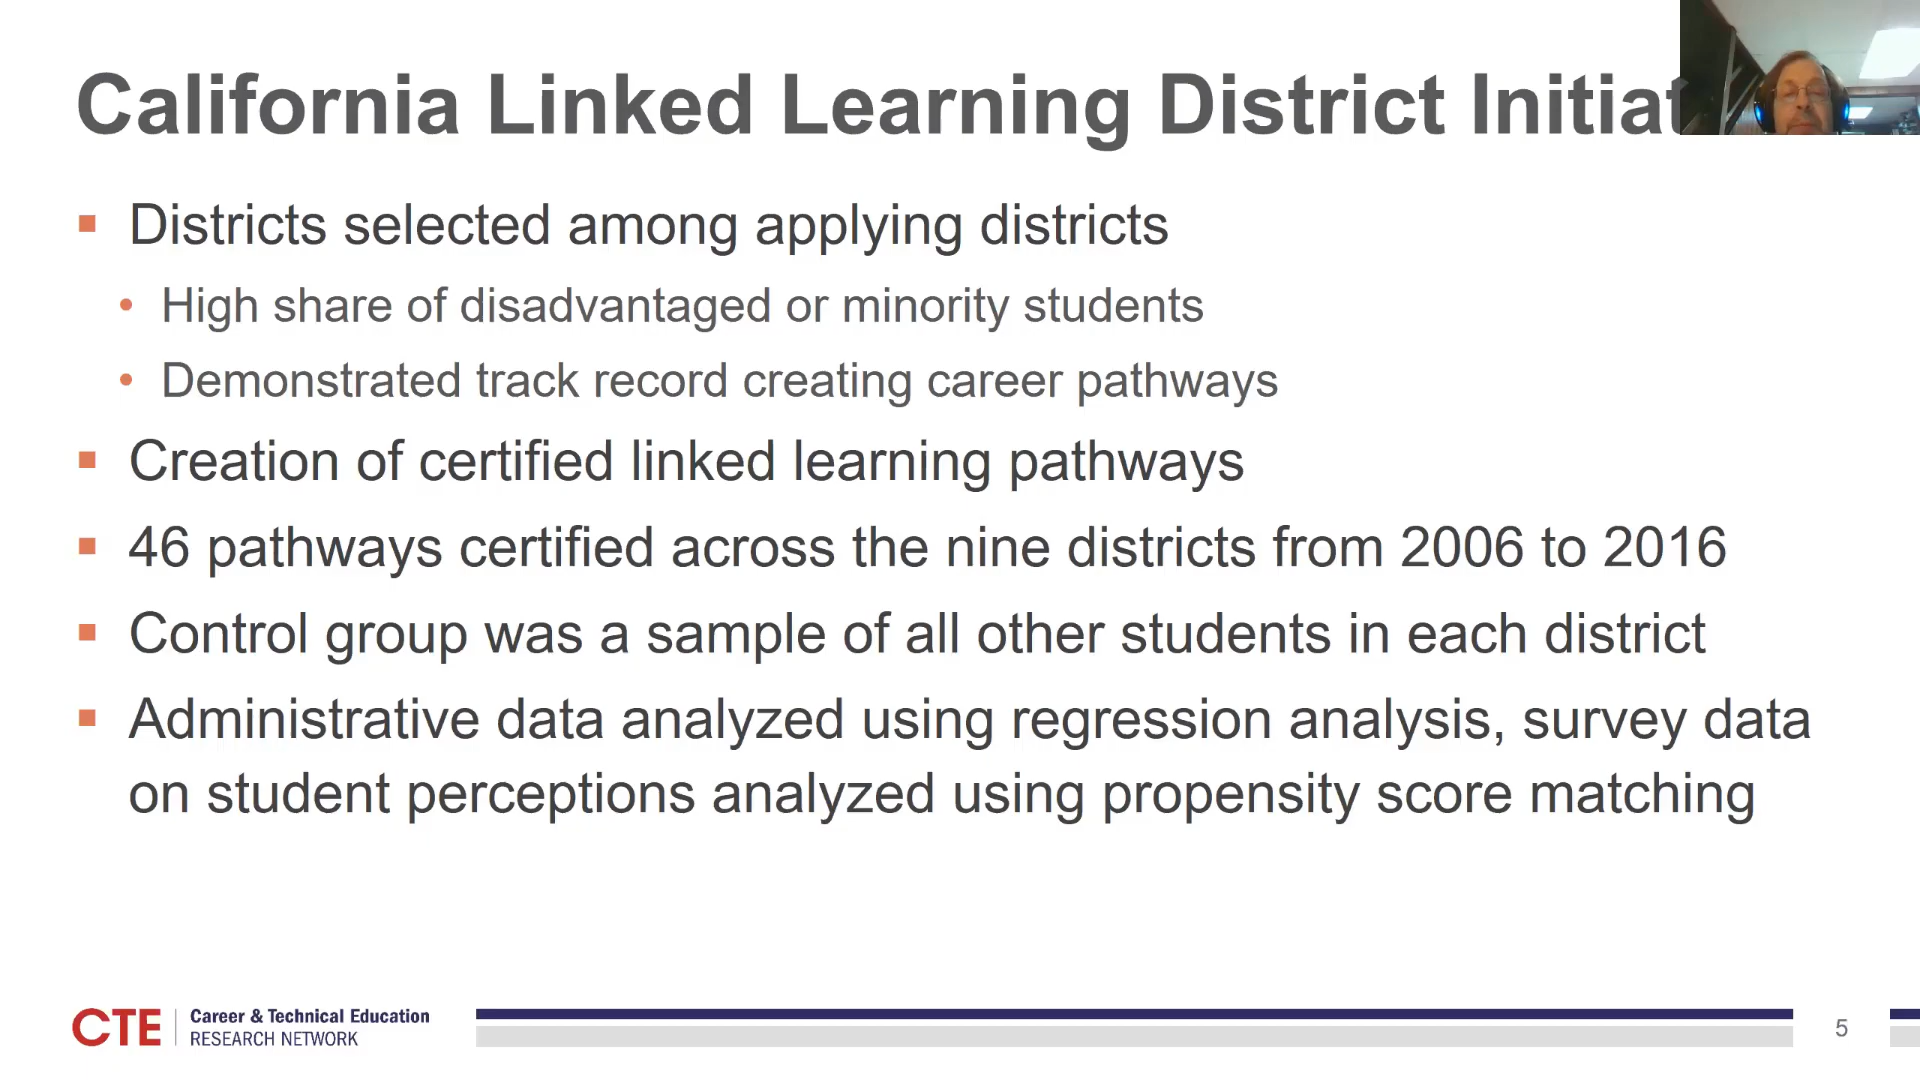 California Linked Learning District Initiat
▪ Districts selected among applying districts
• High share of disadvantaged or minority students
• Demonstrated track record creating career pathways
▪ Creation of certified linked learning pathways
▪ 46 pathways certified across the nine districts from 2006 to 2016
▪ Control group was a sample of all other students in each district
▪ Administrative data analyzed using regression analysis, survey data
on student perceptions analyzed using propensity score matching
CTE Career & Technical Education
RESEARCH NETWORK
5